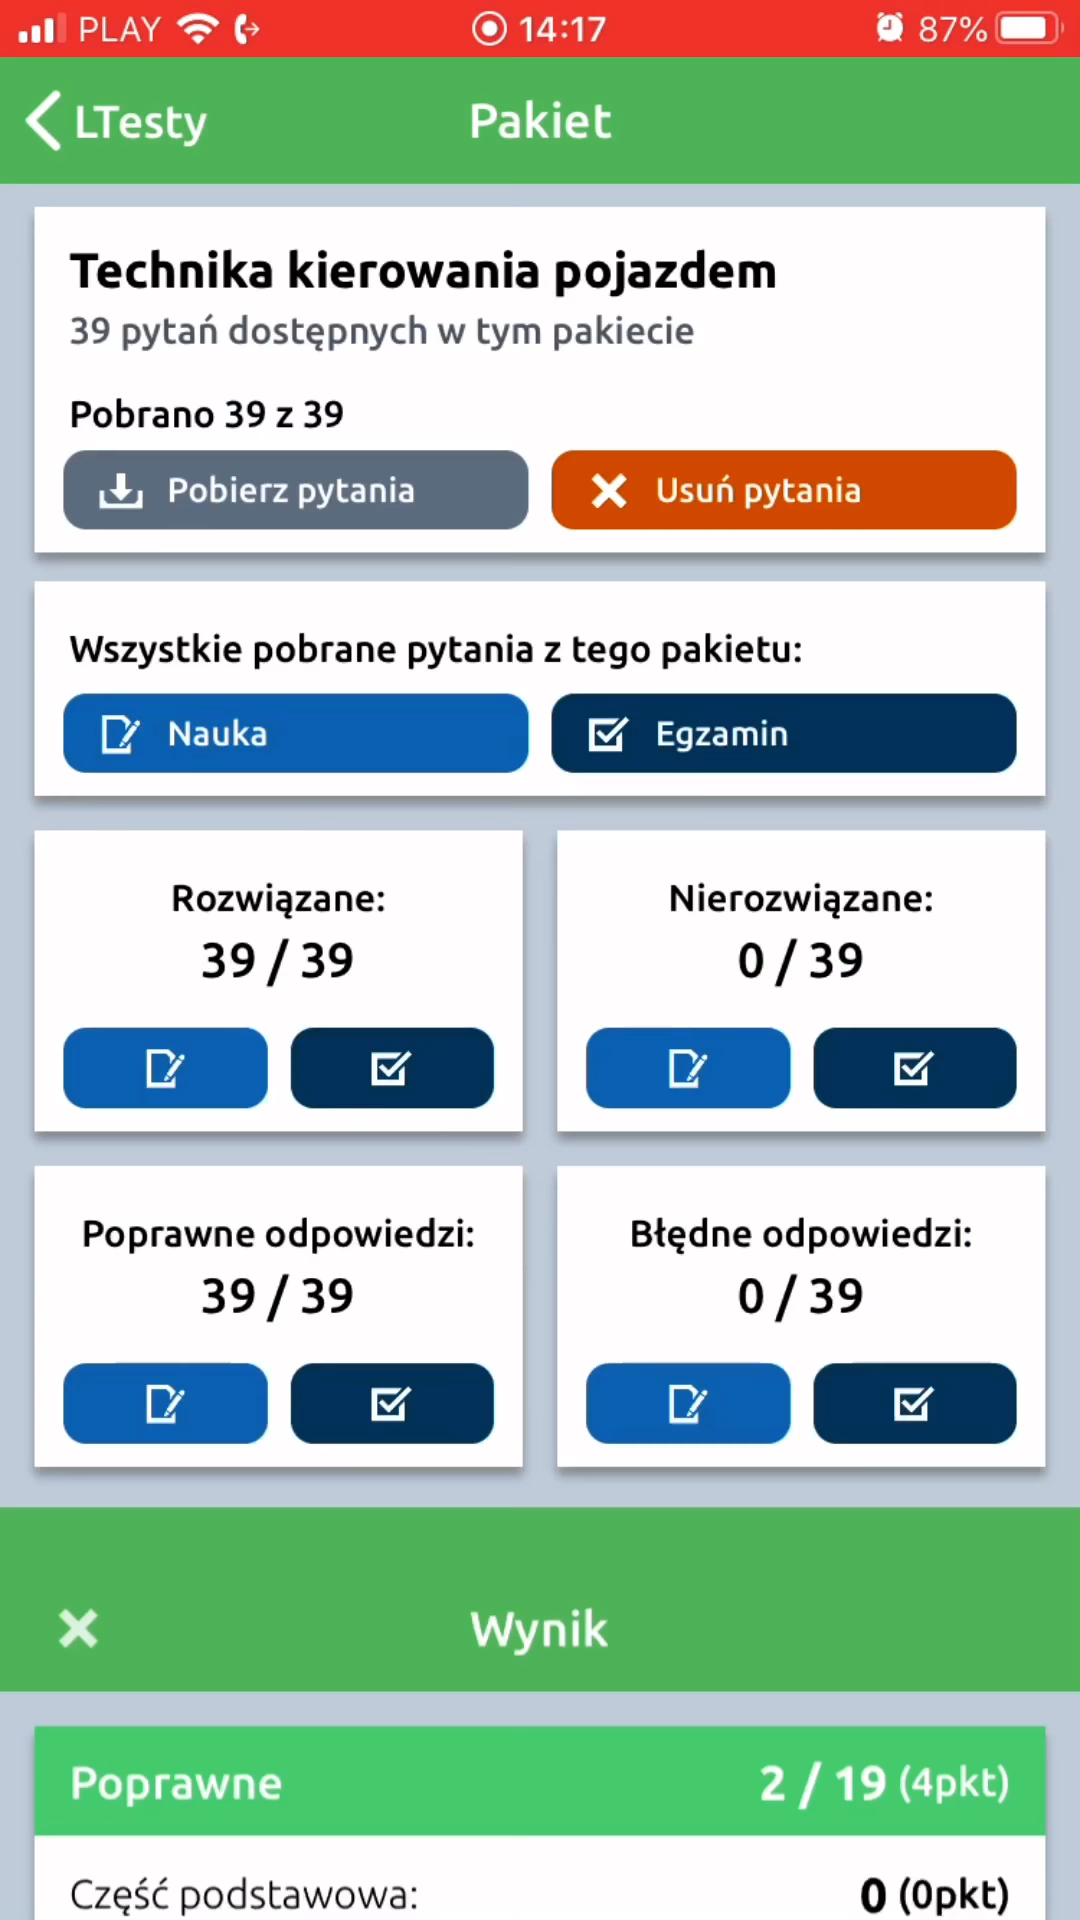 PLAY 14:17 87%
LTesty Pakiet
Technika kierowania pojazdem
39 pytań dostępnych w tym pakiecie
Pobrano 39 z 39
Pobierz pytania Usuń pytania
Wszystkie pobrane pytania z tego pakietu:
Nauka Egzamin
Rozwiązane: Nierozwiązane:
39 / 39 0 / 39
Poprawne odpowiedzi: Błędne odpowiedzi:
39 / 39 0 / 39
Wynik
Poprawne 2 / 19 (4pkt)
Część podstawowa: 0 (0pkt)